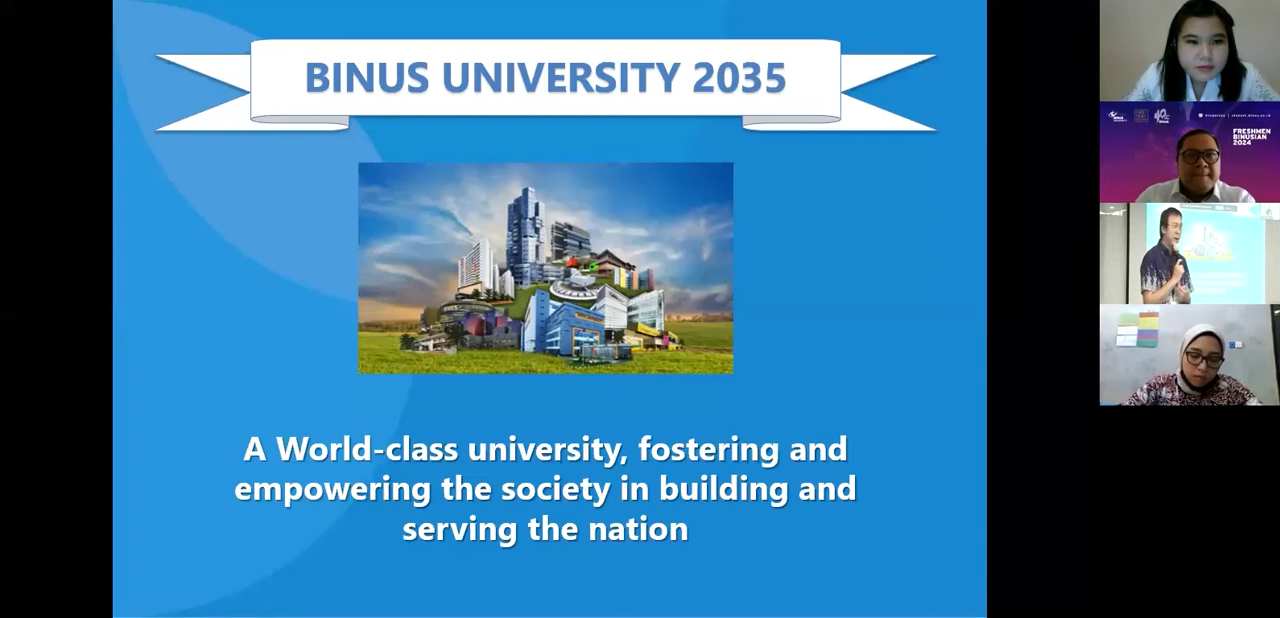 BINUS UNIVERSITY 2035
A World-class university, fostering and
empowering the society in building and
serving the nation
FRESHMEN
BINUSIAN
2024